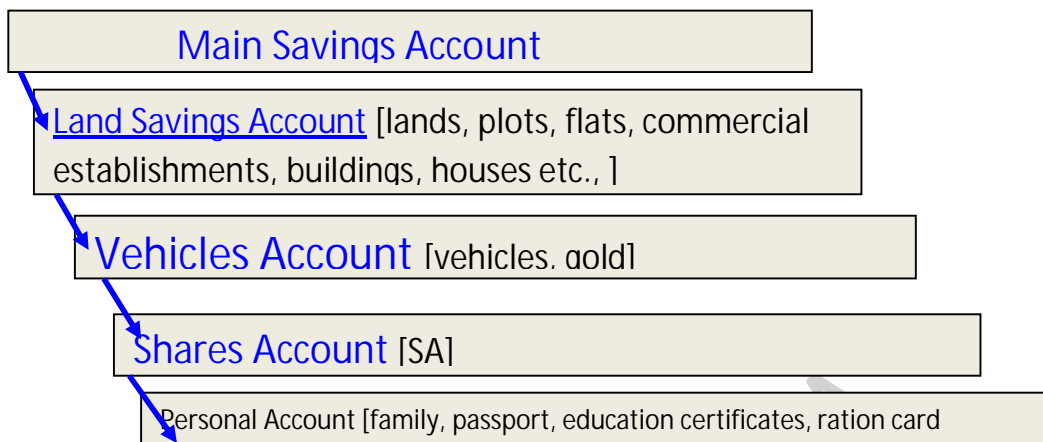 Main Savings Account
Land Savings Account [lands, plots, flats, commercial
establishments, buildings, houses etc., ]
Vehicles Account [vehicles, gold]
Shares Account [SA]
Personal Account [family, passport, education certificates, ration card